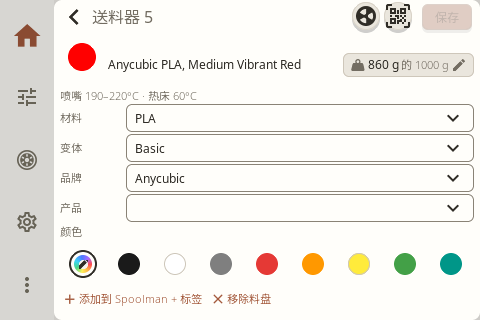 送料器 5
保存
Anycubic PLA, Medium Vibrant Red
860 g 的 1000 g
喷嘴 190–220°C · 热床 60°C
材料 PLA
变体 Basic
品牌 Anycubic
产品
颜色
添加到 Spoolman + 标签 移除料盘